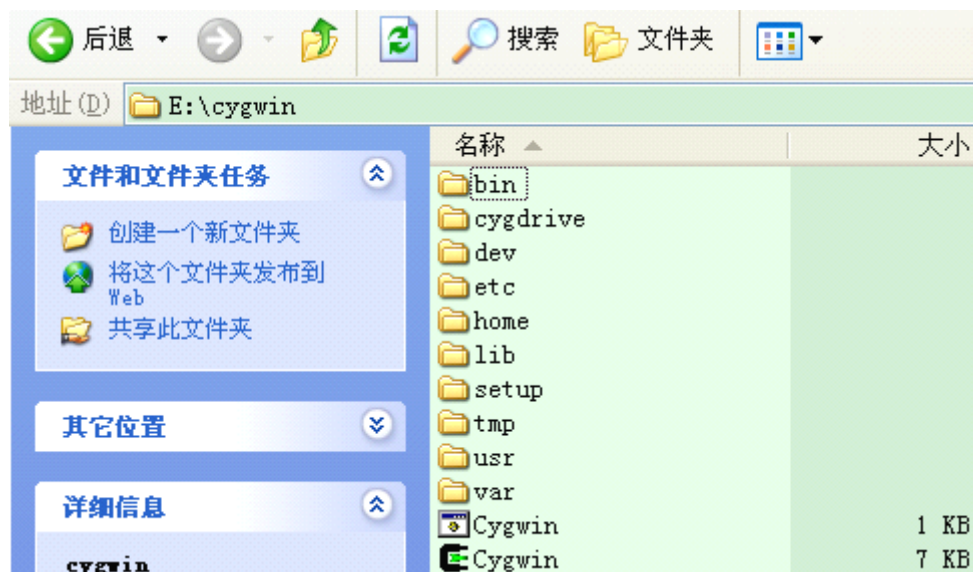 后退 搜索 文件夹
地址(D) E:\cygwin
名称 大小
文件和文件夹任务
创建一个新文件夹
将这个文件夹发布到
Web
共享此文件夹
其它位置
详细信息
cygwin
bin
cygdrive
dev
etc
home
lib
setup
tmp
usr
var
Cygwin 1 KB
Cygwin 7 KB